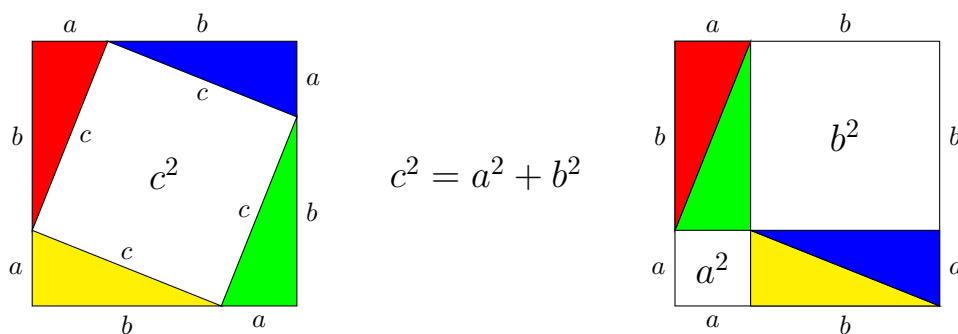 a b
b c c a
c²
a c c b
b a
c² = a² + b²
a b
b b² b
a a² a
a b